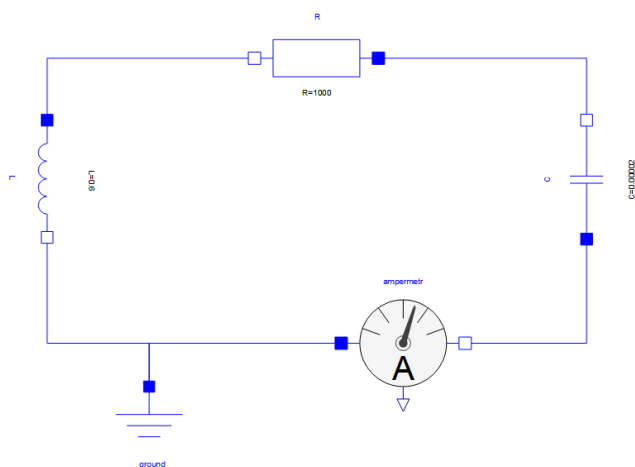 R
R=1000
L
L=0.6
C
C=0.00002
ampermetr
A
ground